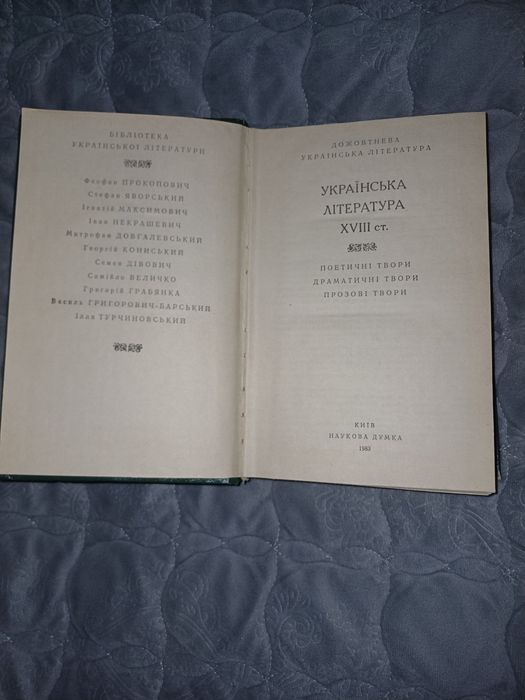 БІБЛІОТЕКА
УКРАЇНСЬКОЇ ЛІТЕРАТУРИ
Феофан ПРОКОПОВИЧ
Стефан ЯВОРСЬКИЙ
Ігнатій МАКСИМОВИЧ
Іван НЕКРАШЕВИЧ
Митрофан ДОВГАЛЕВСЬКИЙ
Георгій КОНИСЬКИЙ
Семен ДІВОВИЧ
Самійло ВЕЛИЧКО
Григорій ГРАБЯНКА
Василь ГРИГОРОВИЧ-БАРСЬКИЙ
Ілля ТУРЧИНОВСЬКИЙ
ДОЖОВТНЕВА
УКРАЇНСЬКА ЛІТЕРАТУРА
УКРАЇНСЬКА
ЛІТЕРАТУРА
XVIII ст.
ПОЕТИЧНІ ТВОРИ
ДРАМАТИЧНІ ТВОРИ
ПРОЗОВІ ТВОРИ
КИЇВ
НАУКОВА ДУМКА
1983